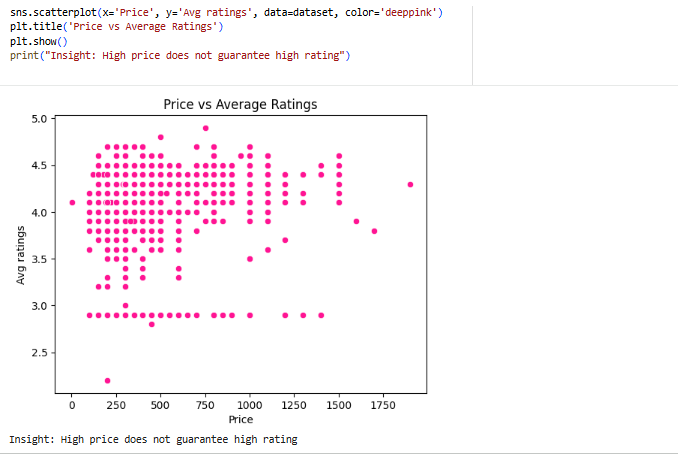 sns.scatterplot(x='Price', y='Avg ratings', data=dataset, color='deeppink')
plt.title('Price vs Average Ratings')
plt.show()
print("Insight: High price does not guarantee high rating")
Price vs Average Ratings
5.0
4.5
4.0
3.5
3.0
2.5
Avg ratings
0 250 500 750 1000 1250 1500 1750
Price
Insight: High price does not guarantee high rating